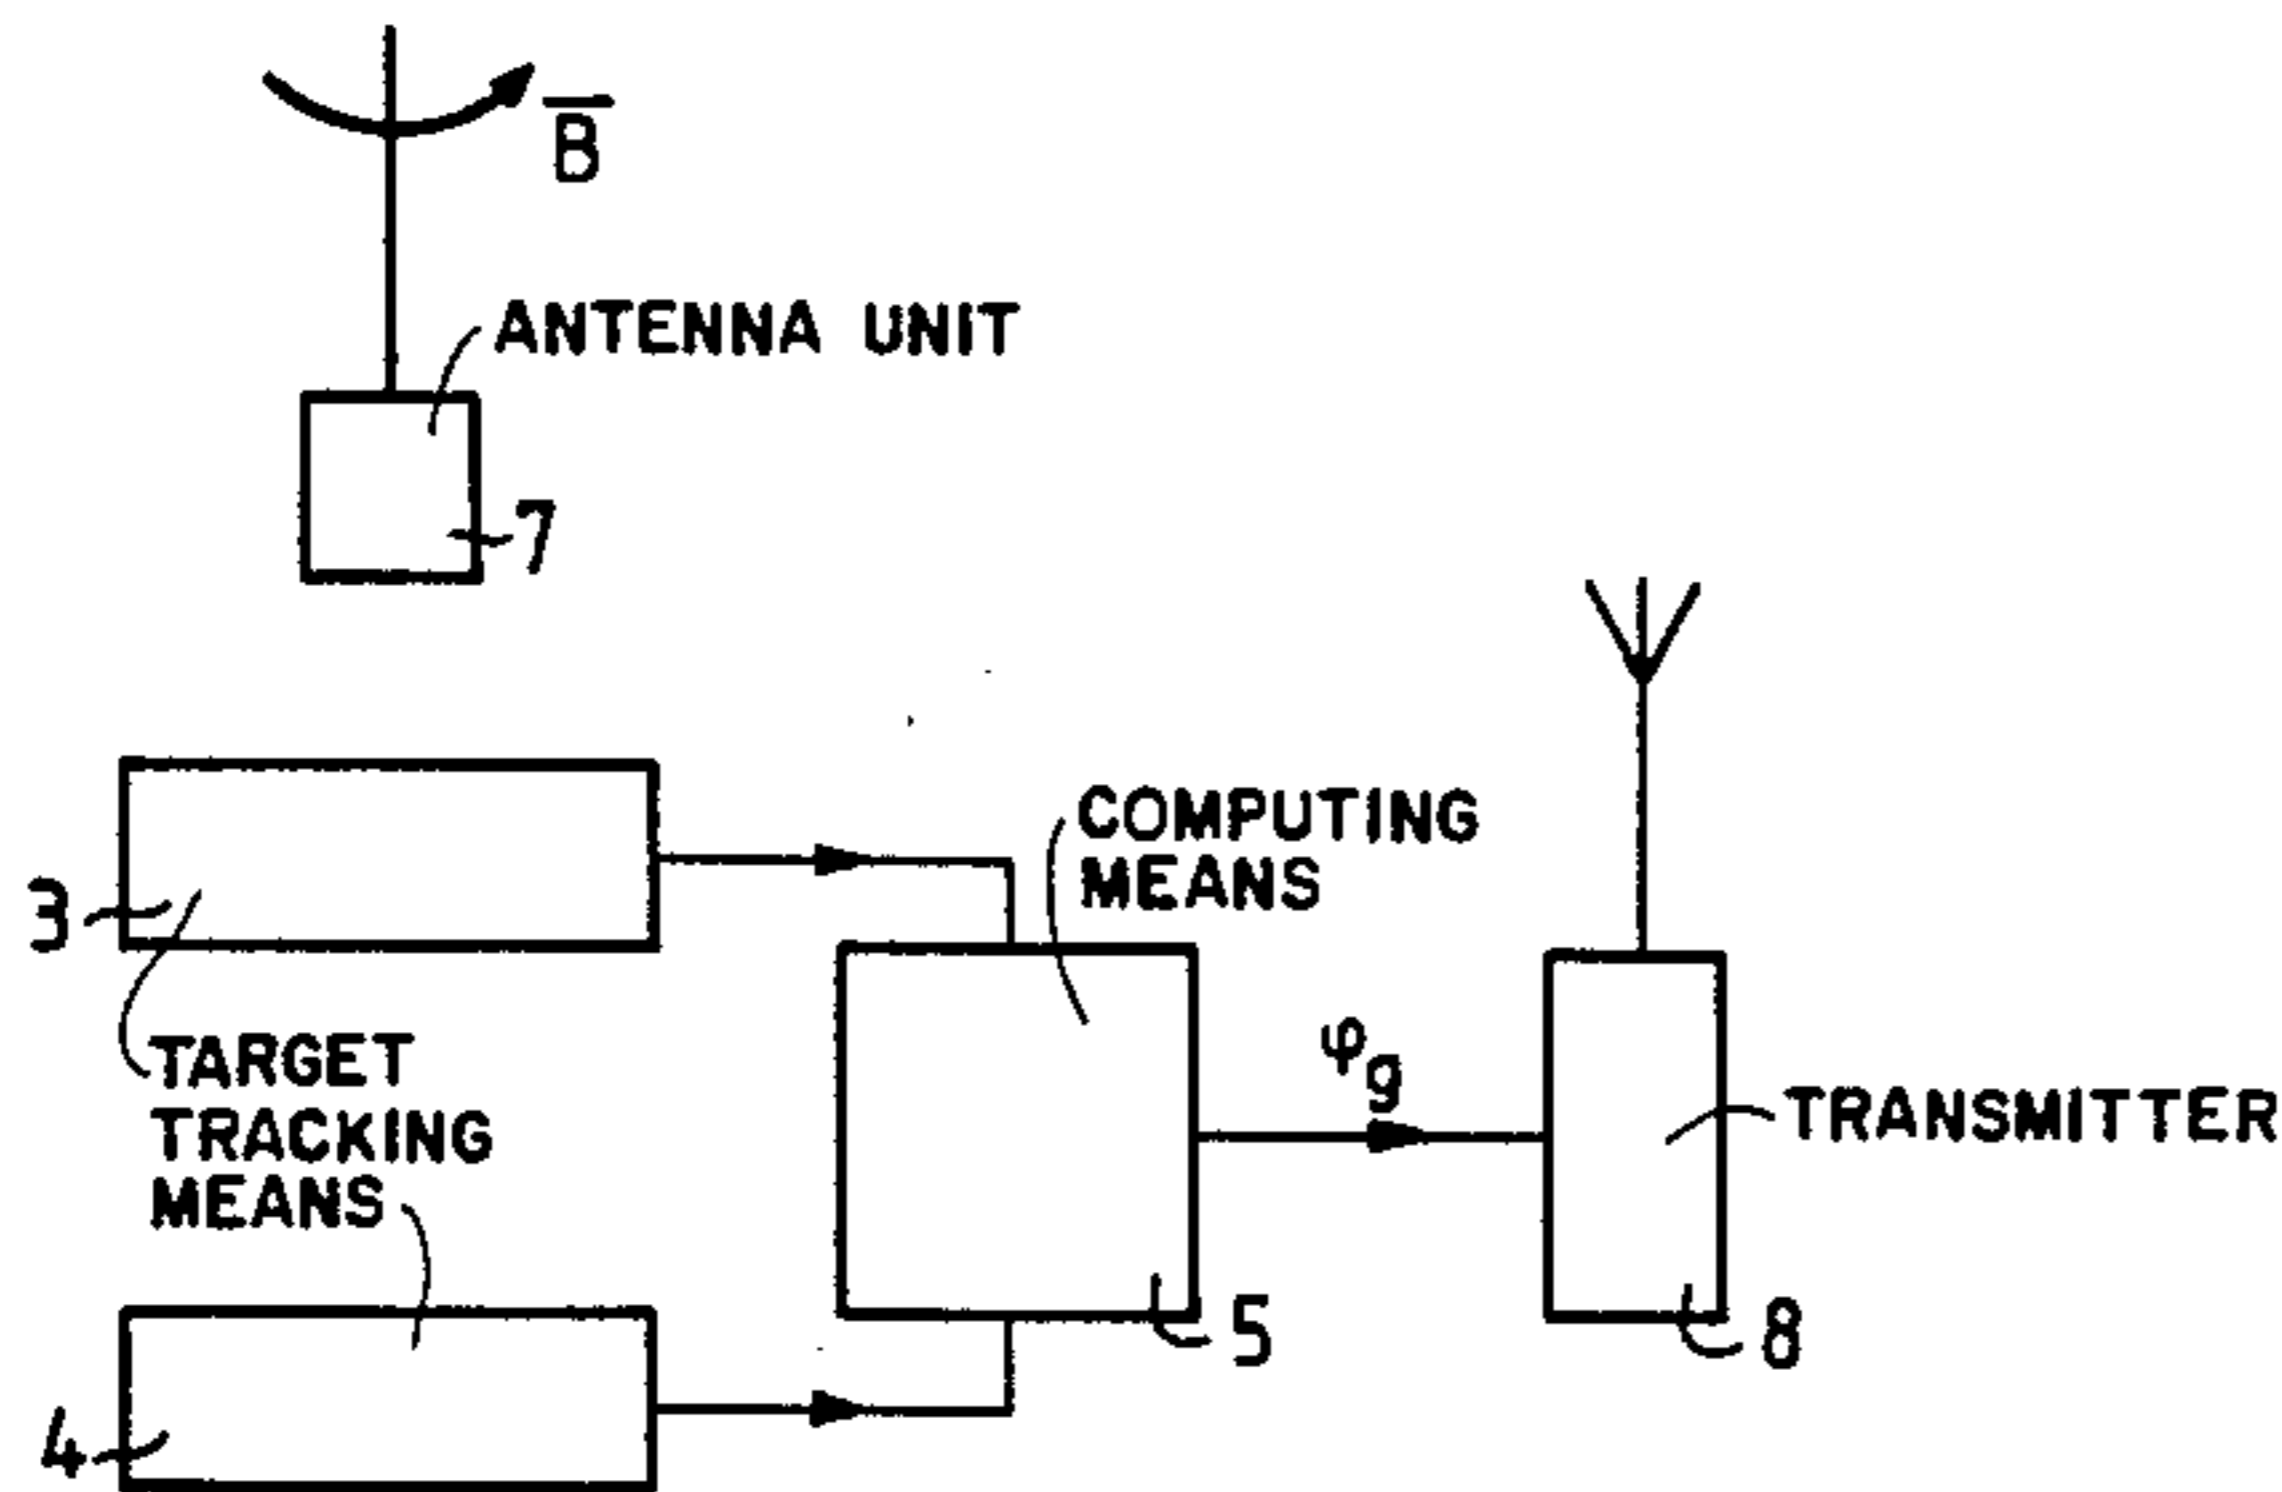 B̅
ANTENNA UNIT
7
3
COMPUTING
MEANS
TARGET
TRACKING
MEANS
φg
TRANSMITTER
5
8
4